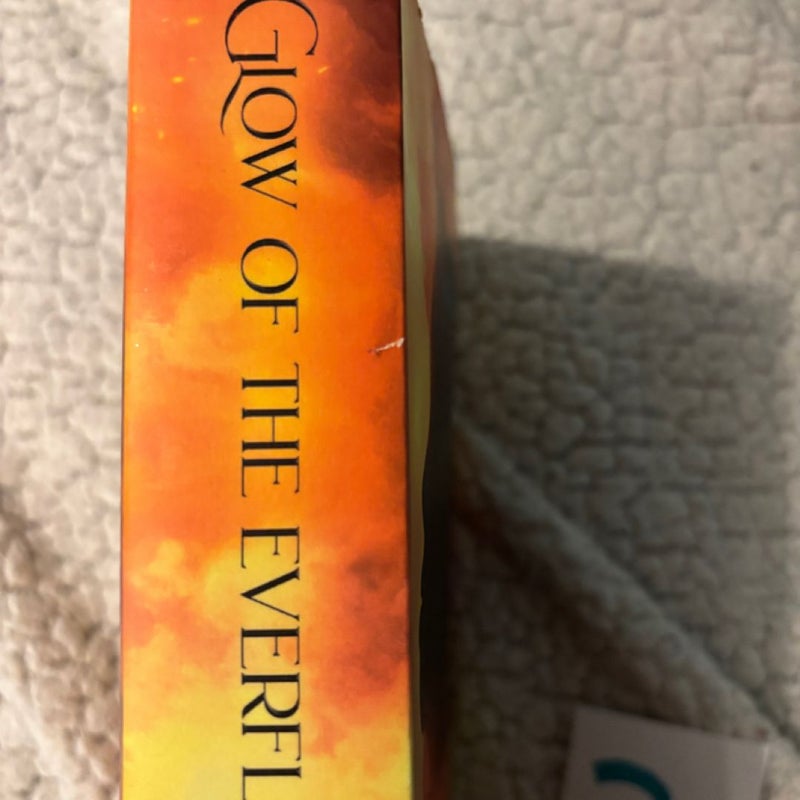 GLOW OF THE EVERFL